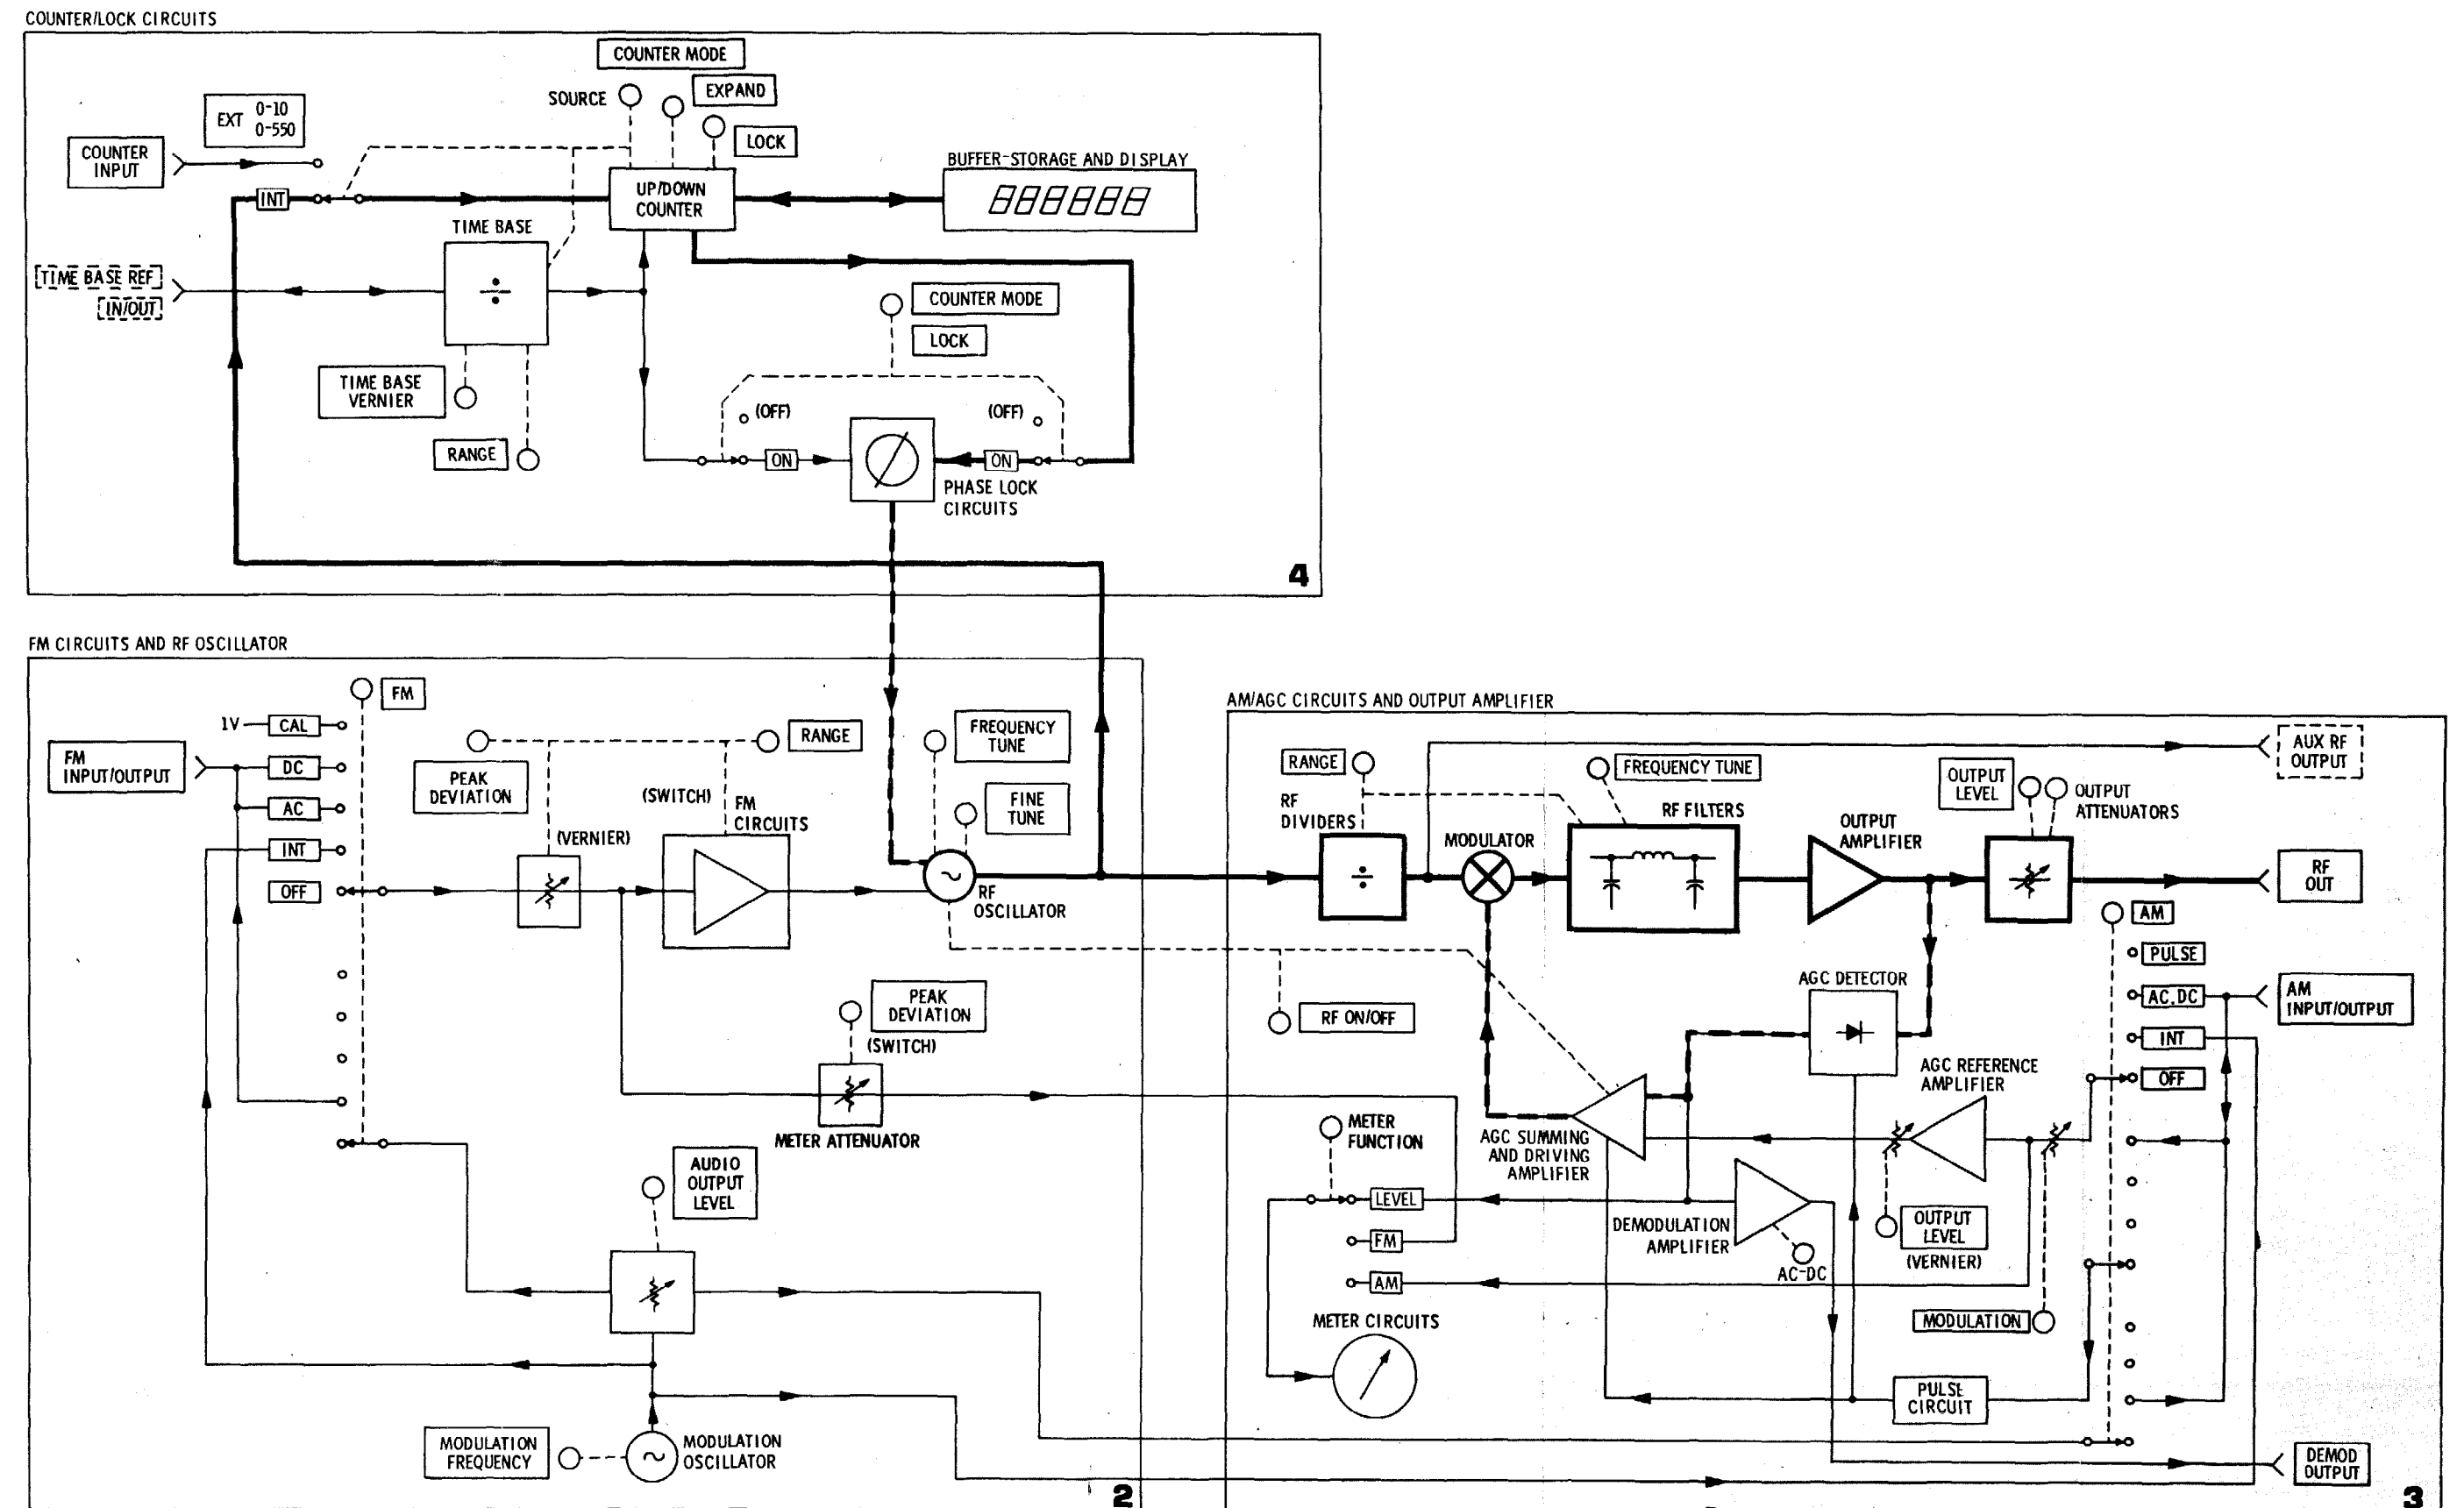 COUNTER/LOCK CIRCUITS
COUNTER MODE
SOURCE
EXPAND
LOCK
EXT 0-10
0-550
COUNTER
INPUT
INT
UP/DOWN
COUNTER
BUFFER-STORAGE AND DISPLAY
888888
TIME BASE
÷
TIME BASE REF
IN/OUT
COUNTER MODE
LOCK
TIME BASE
VERNIER
RANGE
(OFF)
(OFF)
ON
ON
PHASE LOCK
CIRCUITS
4
FM CIRCUITS AND RF OSCILLATOR
FM
1V
CAL
FM
INPUT/OUTPUT
DC
AC
INT
OFF
PEAK
DEVIATION
RANGE
(VERNIER)
(SWITCH)
FM
CIRCUITS
FREQUENCY
TUNE
FINE
TUNE
~
RF
OSCILLATOR
PEAK
DEVIATION
(SWITCH)
METER ATTENUATOR
AUDIO
OUTPUT
LEVEL
MODULATION
FREQUENCY
~
MODULATION
OSCILLATOR
2
AM/AGC CIRCUITS AND OUTPUT AMPLIFIER
RANGE
RF
DIVIDERS
÷
MODULATOR
FREQUENCY TUNE
RF FILTERS
OUTPUT
AMPLIFIER
OUTPUT
LEVEL
OUTPUT
ATTENUATORS
AUX RF
OUTPUT
RF
OUT
RF ON/OFF
AGC DETECTOR
AM
PULSE
AC, DC
INT
OFF
AM
INPUT/OUTPUT
AGC REFERENCE
AMPLIFIER
METER
FUNCTION
AGC SUMMING
AND DRIVING
AMPLIFIER
LEVEL
FM
AM
DEMODULATION
AMPLIFIER
AC-DC
OUTPUT
LEVEL
(VERNIER)
MODULATION
METER CIRCUITS
PULSE
CIRCUIT
DEMOD
OUTPUT
3